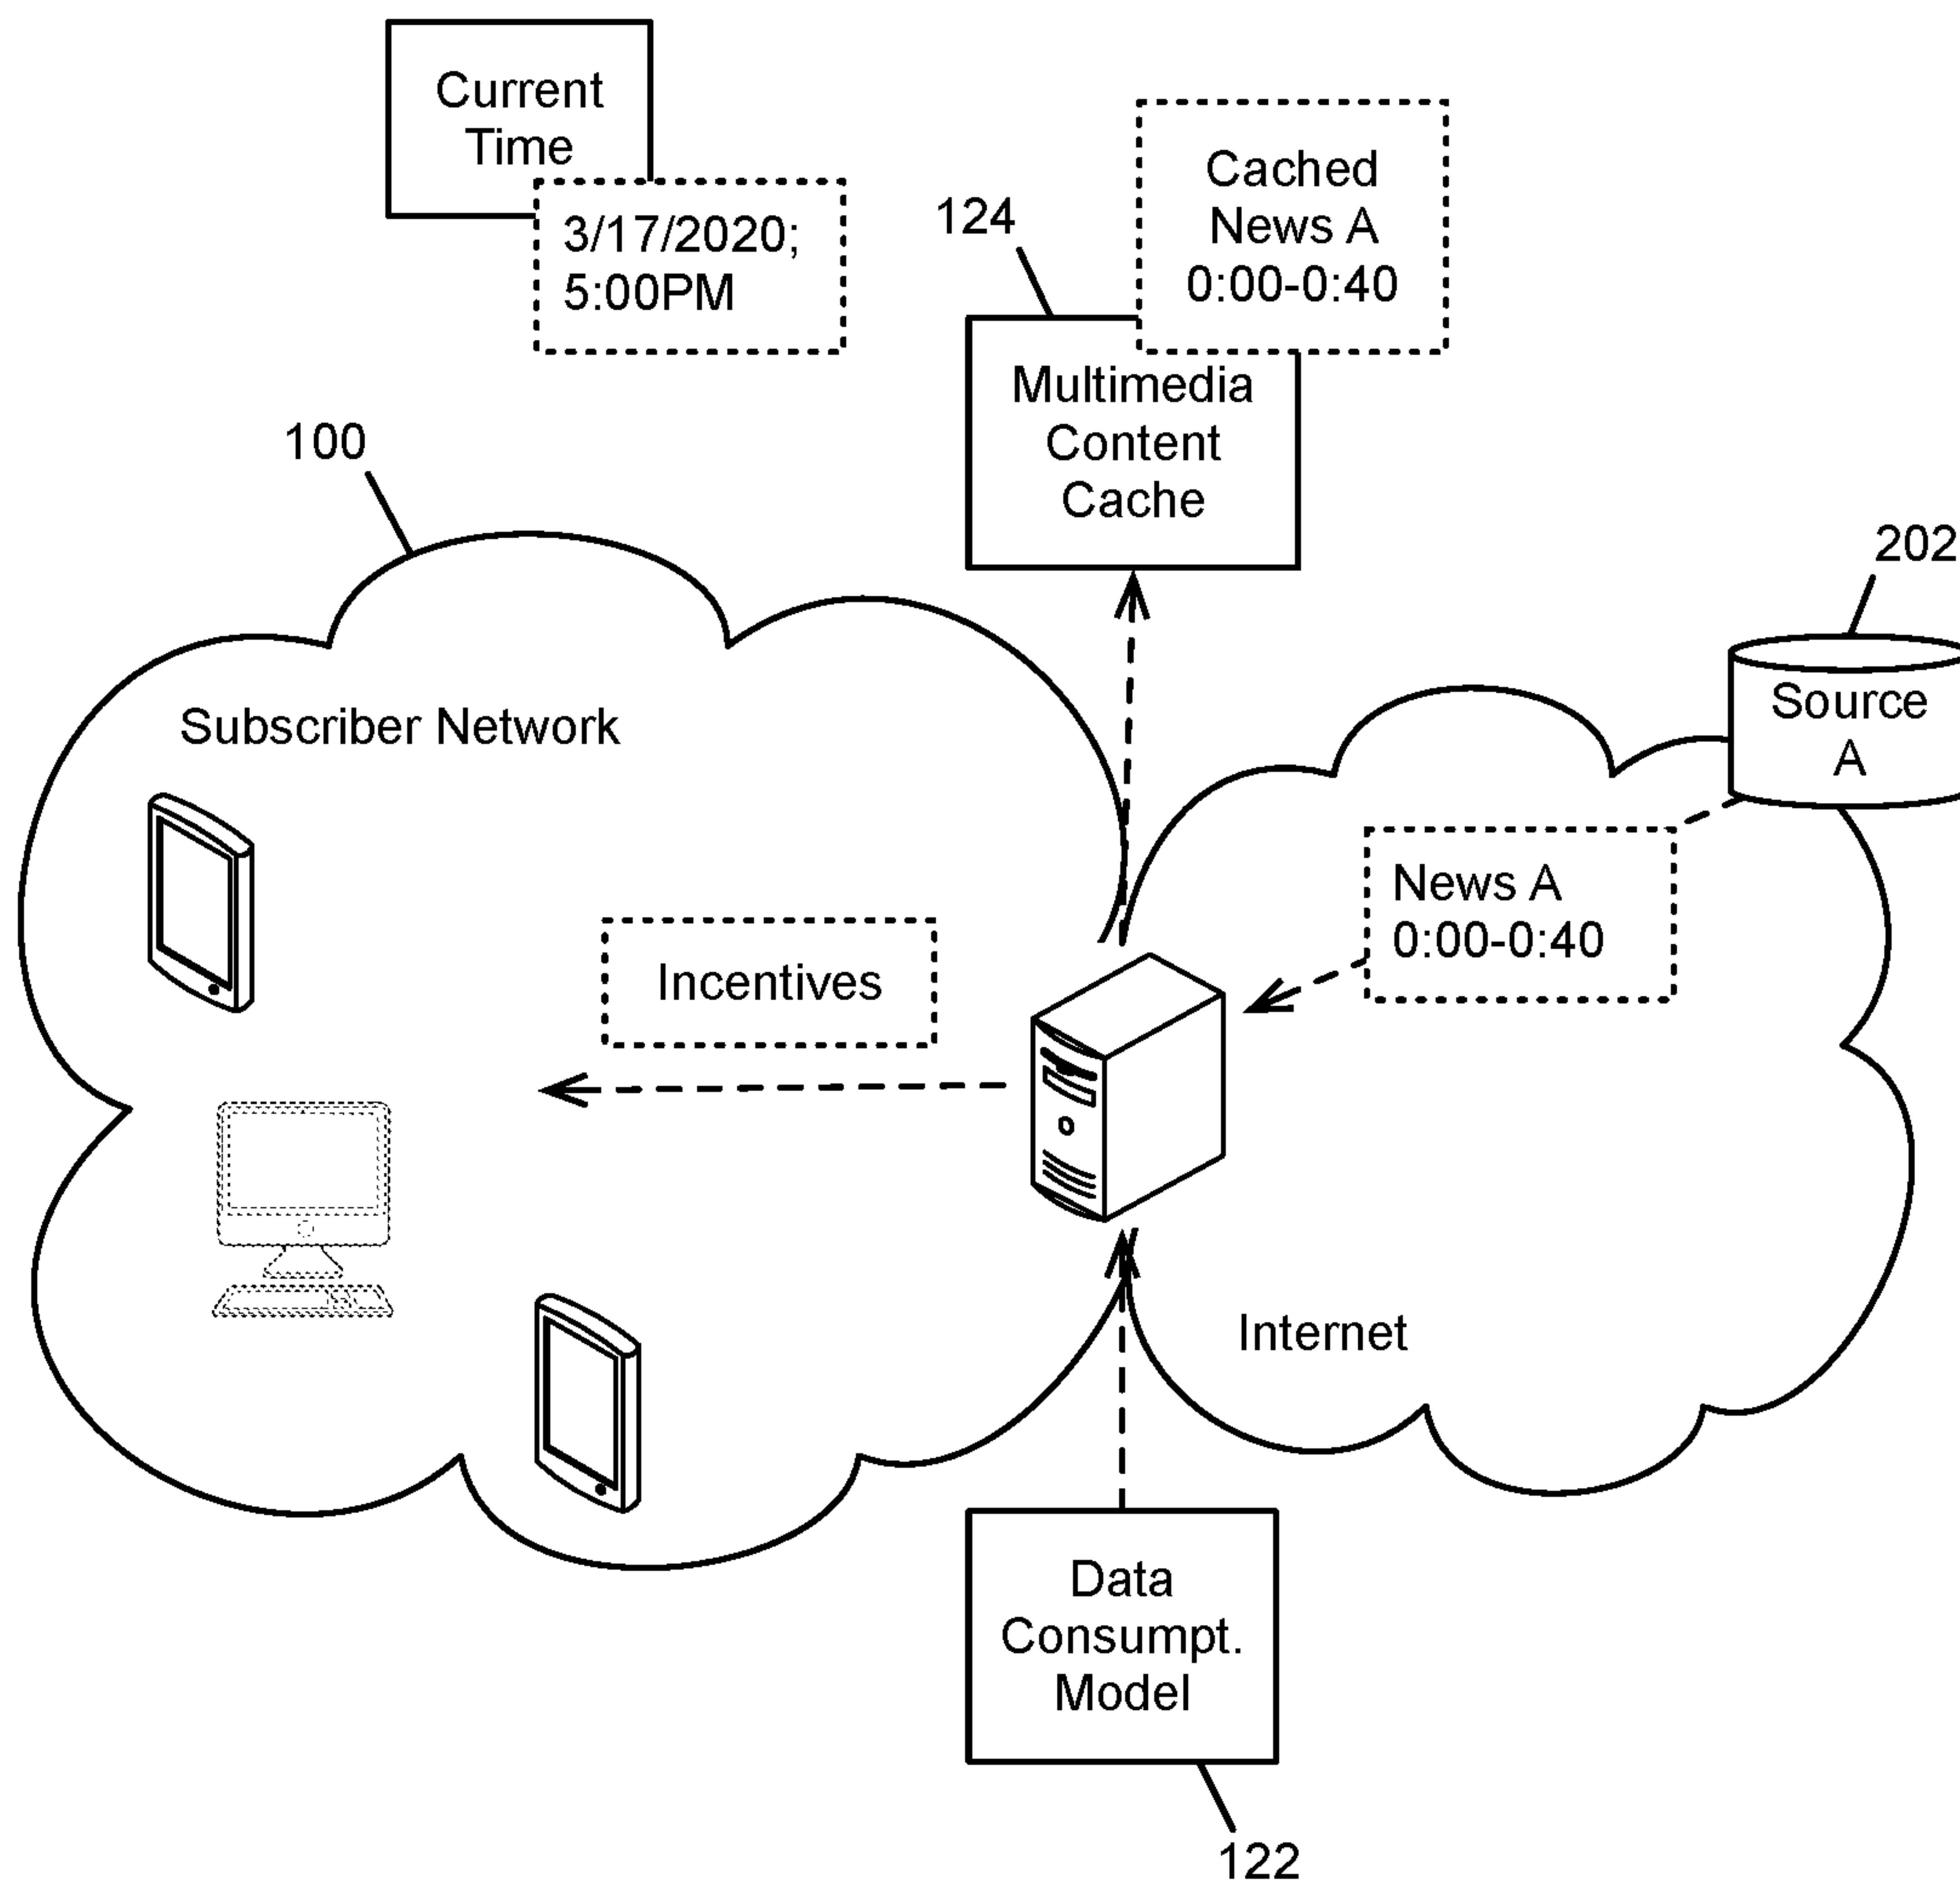 Current
Time
3/17/2020;
5:00PM
124
Cached
News A
0:00-0:40
Multimedia
Content
Cache
100
202
Source
A
Subscriber Network
News A
0:00-0:40
Incentives
Internet
Data
Consumpt.
Model
122